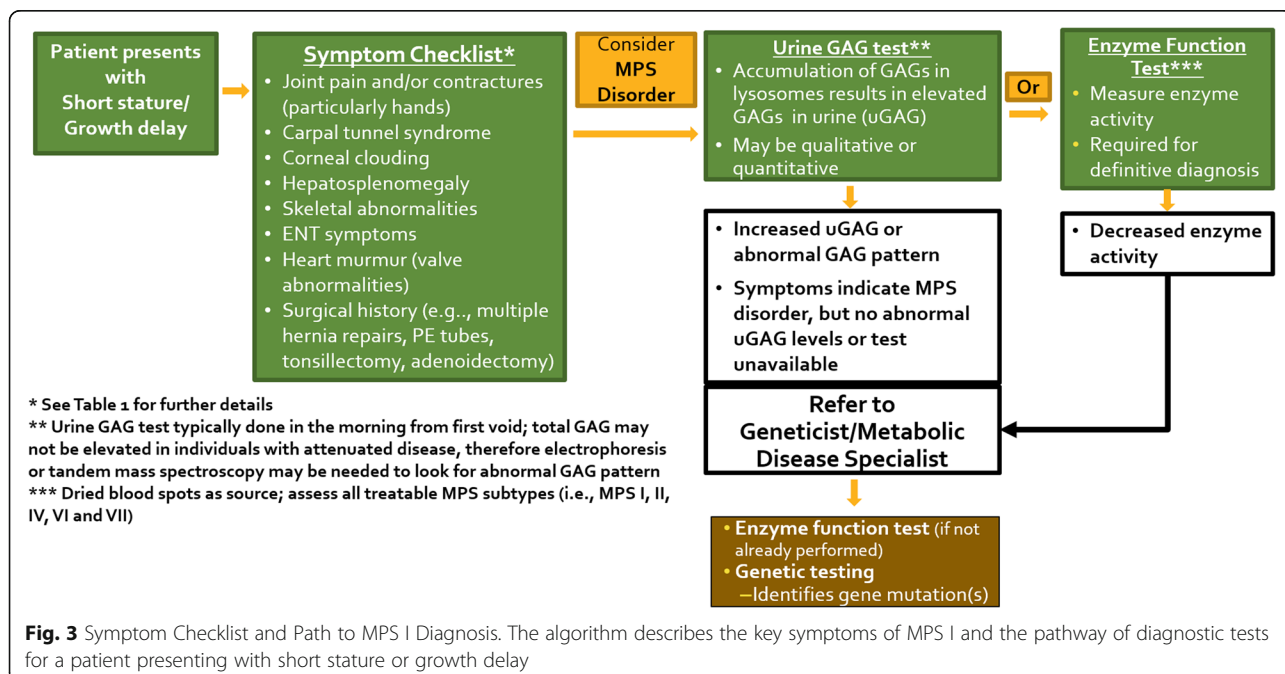 Patient presents
with
Short stature/
Growth delay
Symptom Checklist*
• Joint pain and/or contractures
(particularly hands)
• Carpal tunnel syndrome
• Corneal clouding
• Hepatosplenomegaly
• Skeletal abnormalities
• ENT symptoms
• Heart murmur (valve
abnormalities)
• Surgical history (e.g., multiple
hernia repairs, PE tubes,
tonsillectomy, adenoidectomy)
Consider
MPS
Disorder
Urine GAG test**
• Accumulation of GAGs in
lysosomes results in elevated
GAGs in urine (uGAG)
• May be qualitative or
quantitative
Or
Enzyme Function
Test***
• Measure enzyme
activity
• Required for
definitive diagnosis
• Increased uGAG or
abnormal GAG pattern
• Symptoms indicate MPS
disorder, but no abnormal
uGAG levels or test
unavailable
• Decreased enzyme
activity
Refer to
Geneticist/Metabolic
Disease Specialist
• Enzyme function test (if not
already performed)
• Genetic testing
–Identifies gene mutation(s)
* See Table 1 for further details
** Urine GAG test typically done in the morning from first void; total GAG may
not be elevated in individuals with attenuated disease, therefore electrophoresis
or tandem mass spectroscopy may be needed to look for abnormal GAG pattern
*** Dried blood spots as source; assess all treatable MPS subtypes (i.e., MPS I, II,
IV, VI and VII)
Fig. 3 Symptom Checklist and Path to MPS I Diagnosis. The algorithm describes the key symptoms of MPS I and the pathway of diagnostic tests
for a patient presenting with short stature or growth delay